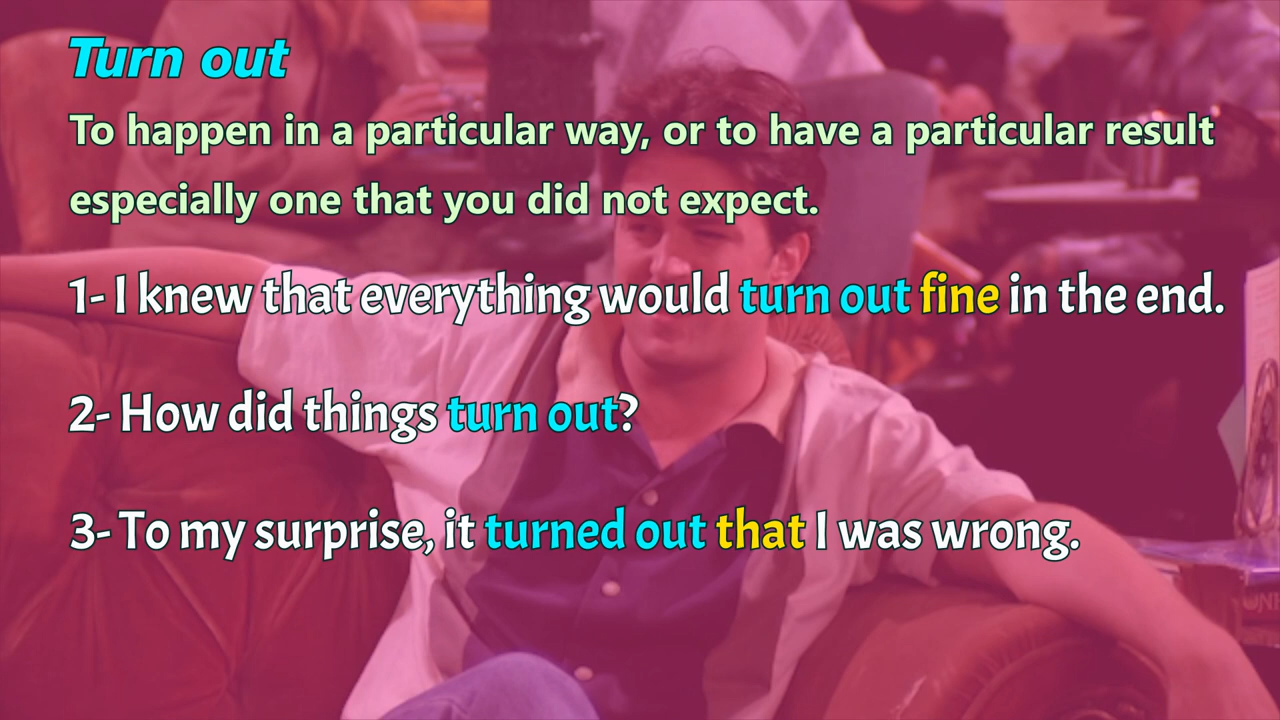 Turn out
To happen in a particular way, or to have a particular result
especially one that you did not expect.
1- I knew that everything would turn out fine in the end.
2- How did things turn out?
3- To my surprise, it turned out that I was wrong.